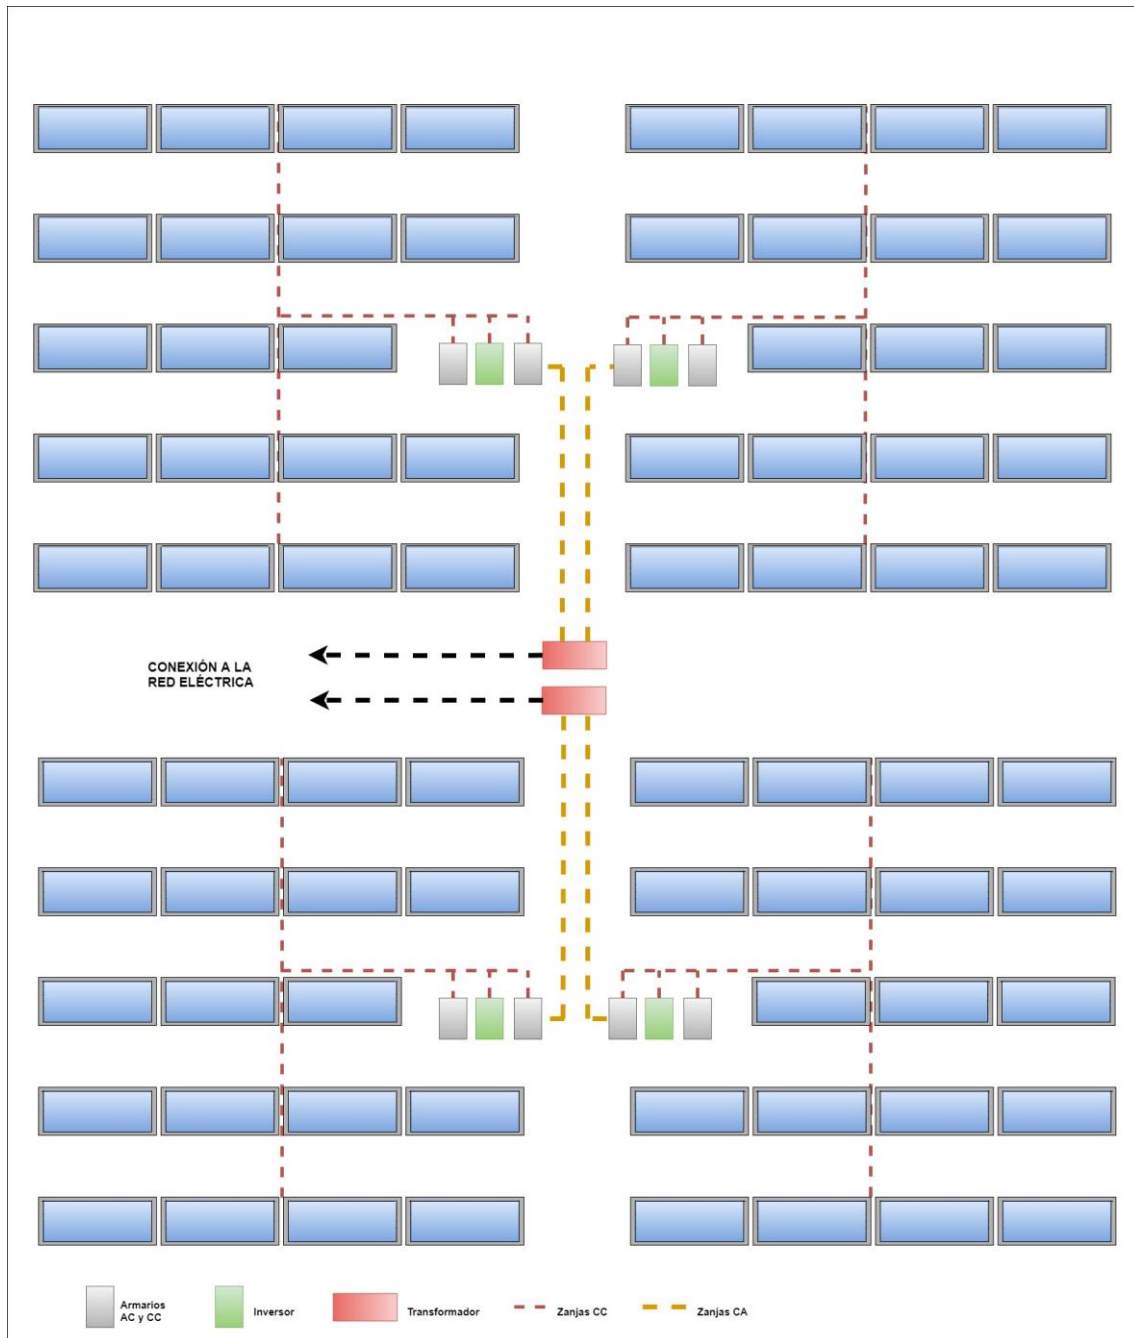 CONEXIÓN A LA
RED ELÉCTRICA
Armarios
AC y CC
Inversor
Transformador
Zanjas CC
Zanjas CA